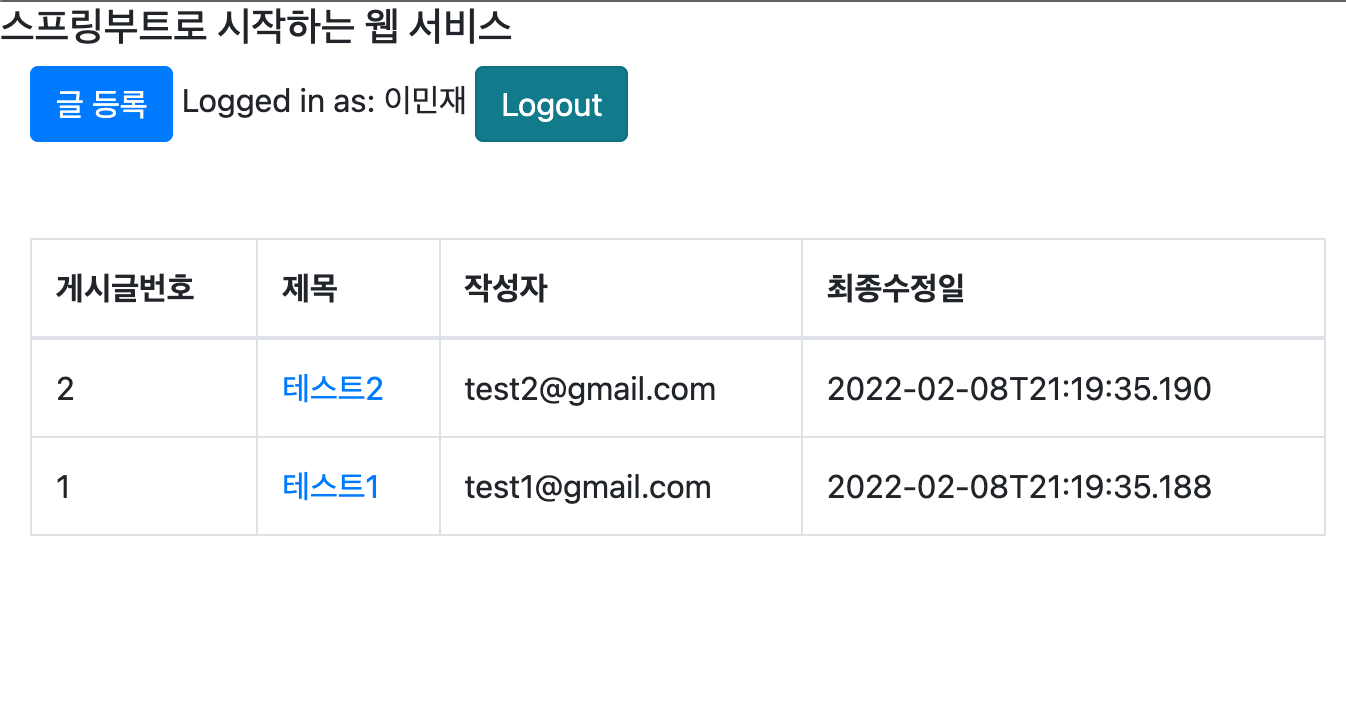 스프링부트로 시작하는 웹 서비스
글 등록 Logged in as: 이민재 Logout
게시글번호 제목 작성자 최종수정일
2 테스트2 test2@gmail.com 2022-02-08T21:19:35.190
1 테스트1 test1@gmail.com 2022-02-08T21:19:35.188